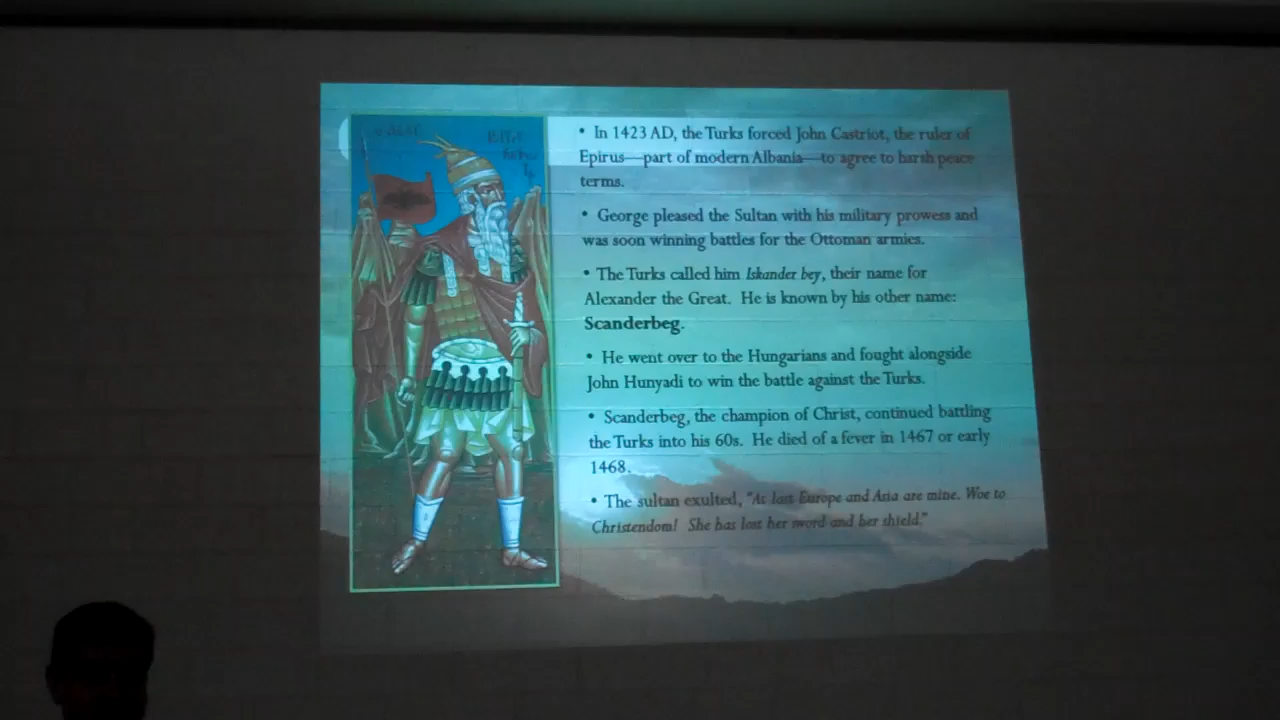 • In 1423 AD, the Turks forced John Castriot, the ruler of
Epirus—part of modern Albania—to agree to harsh peace
terms.
• George pleased the Sultan with his military prowess and
was soon winning battles for the Ottoman armies.
• The Turks called him Iskander bey, their name for
Alexander the Great. He is known by his other name:
Scanderbeg.
• He went over to the Hungarians and fought alongside
John Hunyadi to win the battle against the Turks.
• Scanderbeg, the champion of Christ, continued battling
the Turks into his 60s. He died of a fever in 1467 or early
1468.
• The sultan exulted, "At last Europe and Asia are mine. Woe to
Christendom! She has lost her sword and her shield."